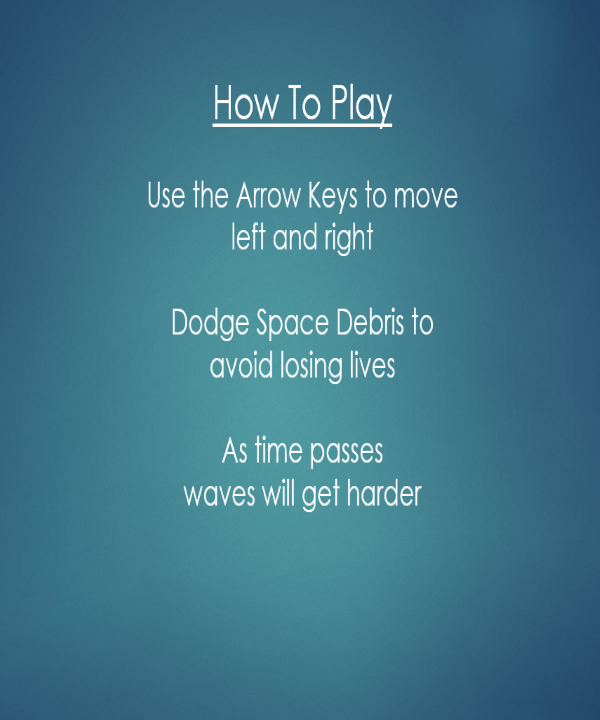 How To Play
Use the Arrow Keys to move
left and right
Dodge Space Debris to
avoid losing lives
As time passes
waves will get harder